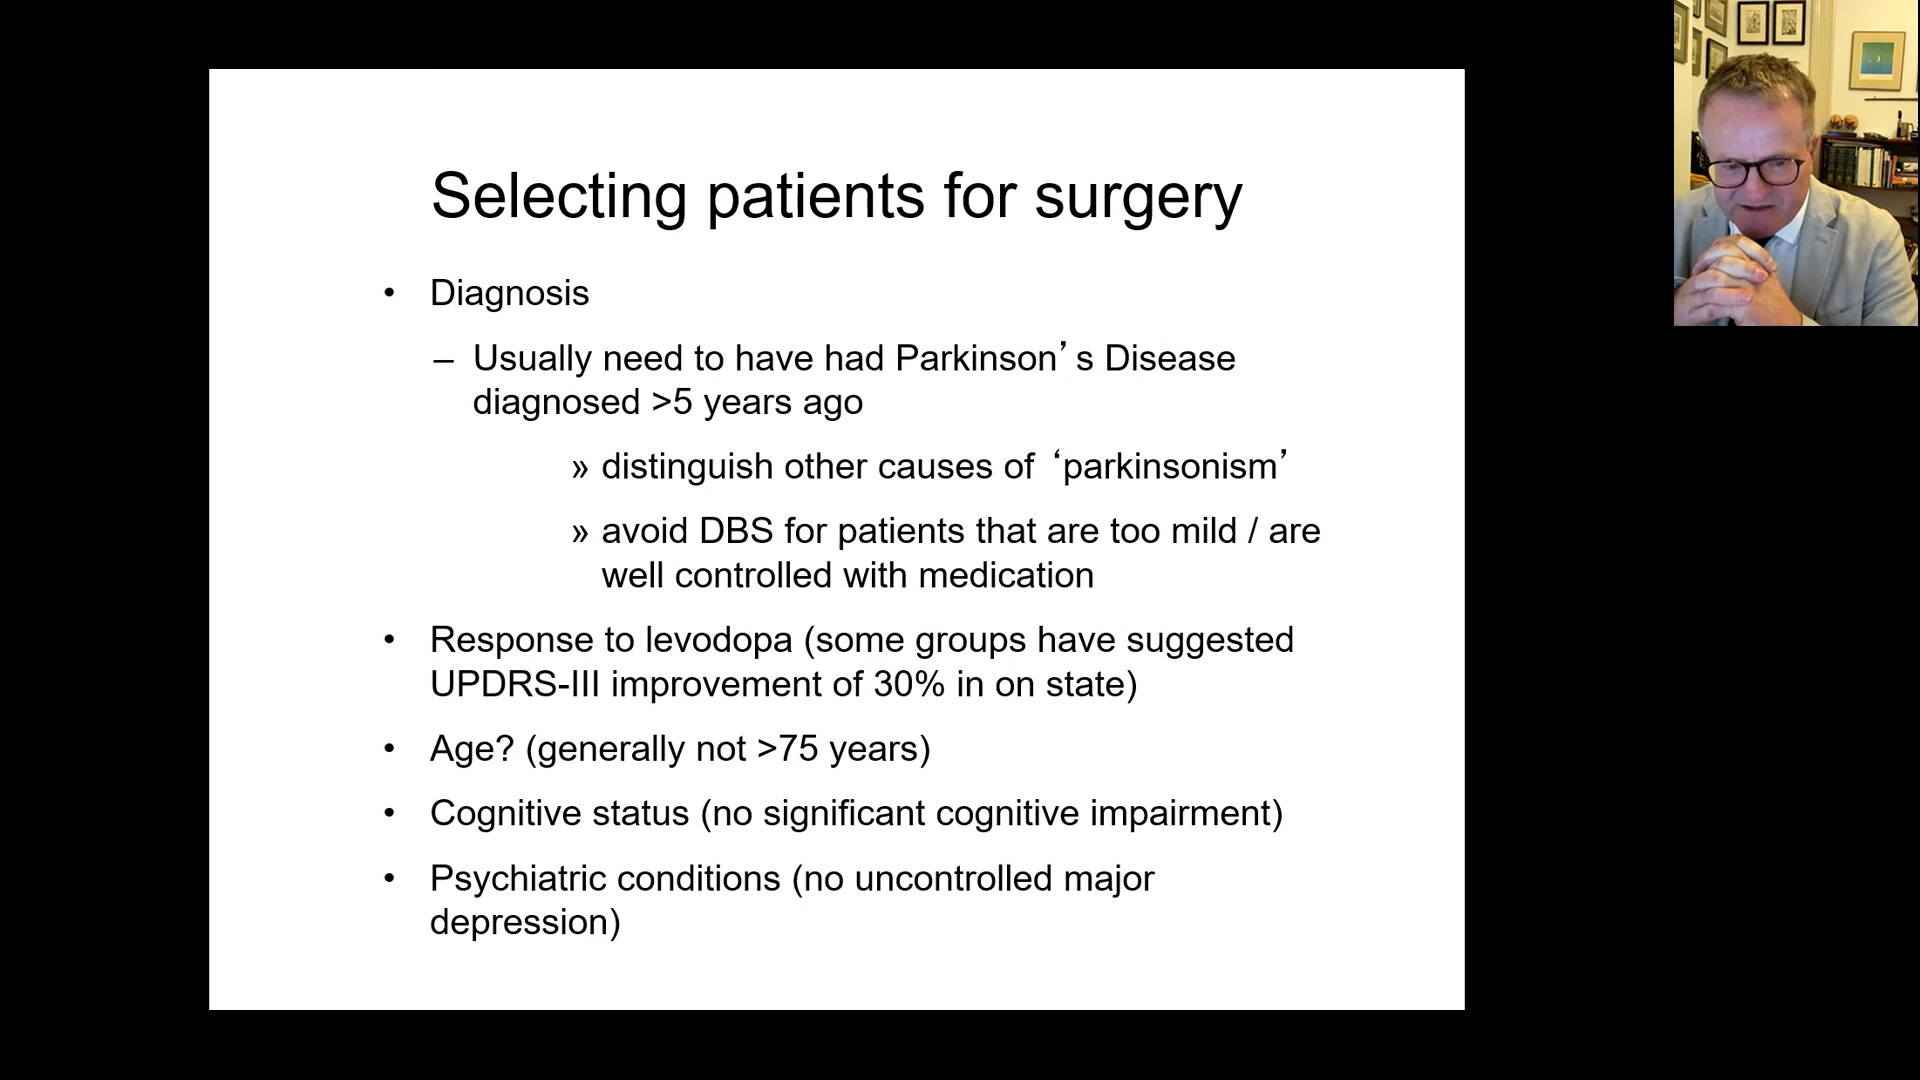 Selecting patients for surgery
• Diagnosis
– Usually need to have had Parkinson’s Disease
diagnosed >5 years ago
» distinguish other causes of ‘parkinsonism’
» avoid DBS for patients that are too mild / are
well controlled with medication
• Response to levodopa (some groups have suggested
UPDRS-III improvement of 30% in on state)
• Age? (generally not >75 years)
• Cognitive status (no significant cognitive impairment)
• Psychiatric conditions (no uncontrolled major
depression)